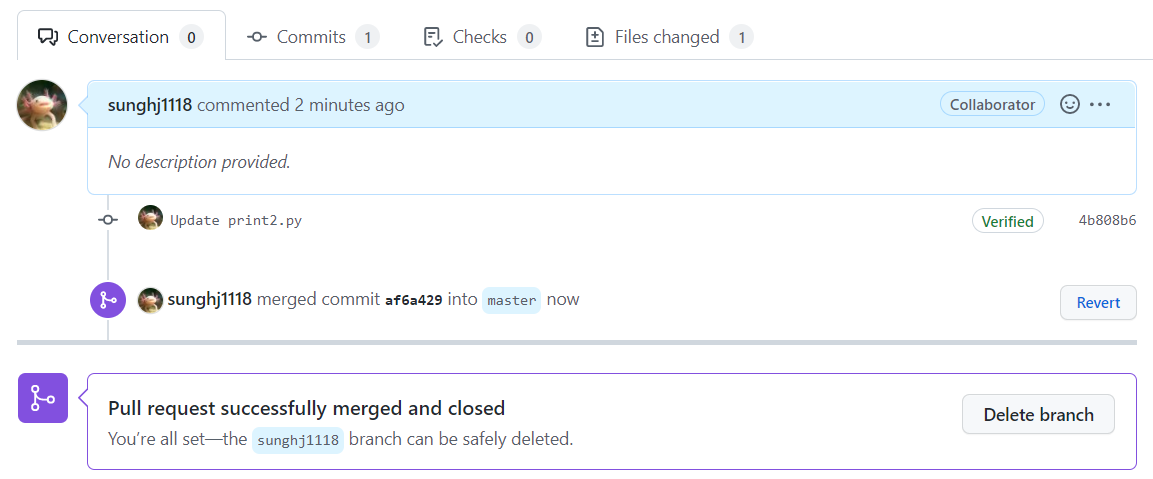 Conversation 0 Commits 1 Checks 0 Files changed 1
sunghj1118 commented 2 minutes ago Collaborator
No description provided.
Update print2.py Verified 4b808b6
sunghj1118 merged commit af6a429 into master now Revert
Pull request successfully merged and closed
You’re all set—the sunghj1118 branch can be safely deleted.
Delete branch